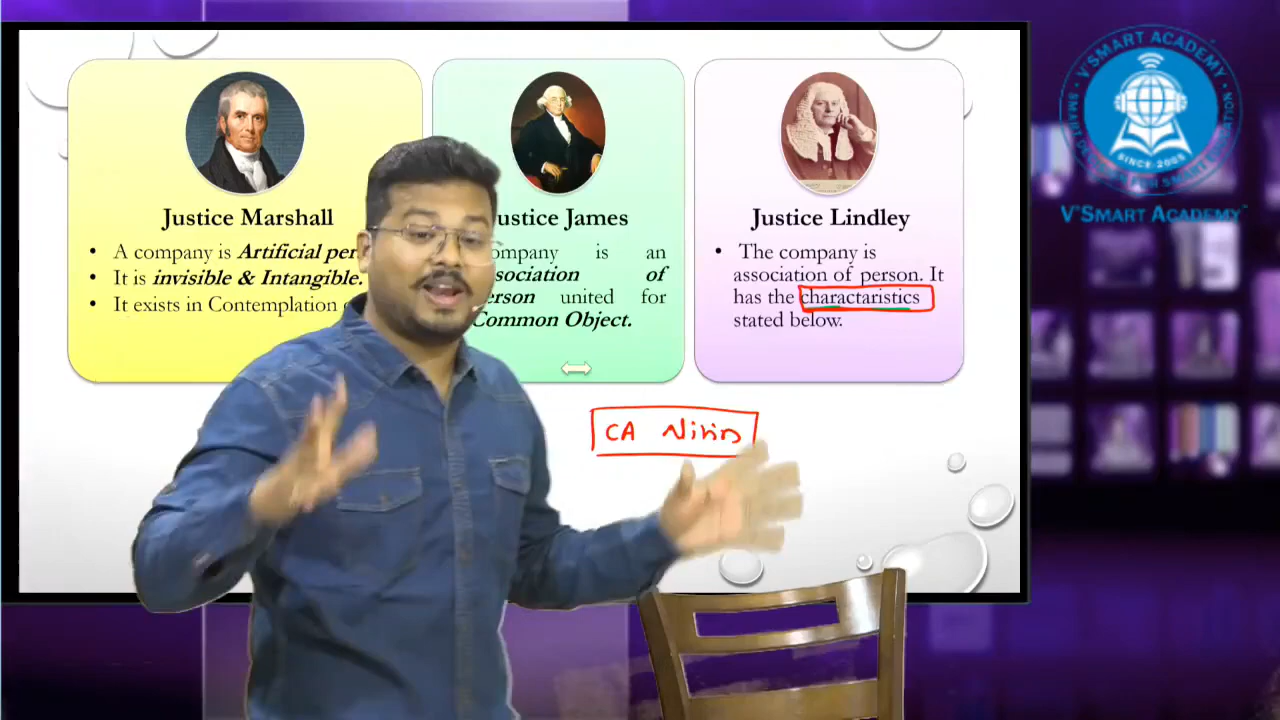 Justice Marshall
• A company is Artificial per
• It is invisible & Intangible.
• It exists in Contemplation
ustice James
ompany is an
sociation of
erson united for
Common Object.
Justice Lindley
• The company is
association of person. It
has the charactaristics
stated below.
CA Nitin
V'SMART ACADEMY
SINCE-2008
V'SMART ACADEMY